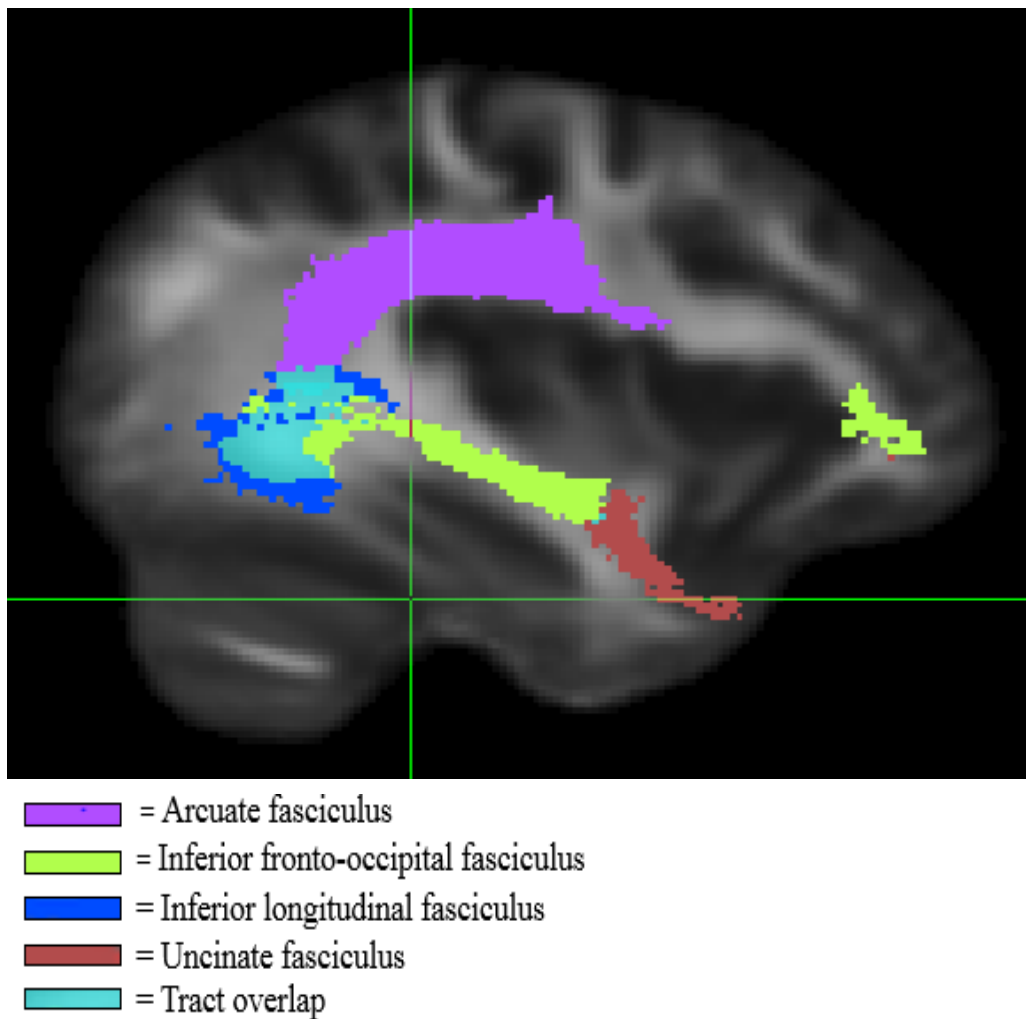 = Arcuate fasciculus
= Inferior fronto-occipital fasciculus
= Inferior longitudinal fasciculus
= Uncinate fasciculus
= Tract overlap